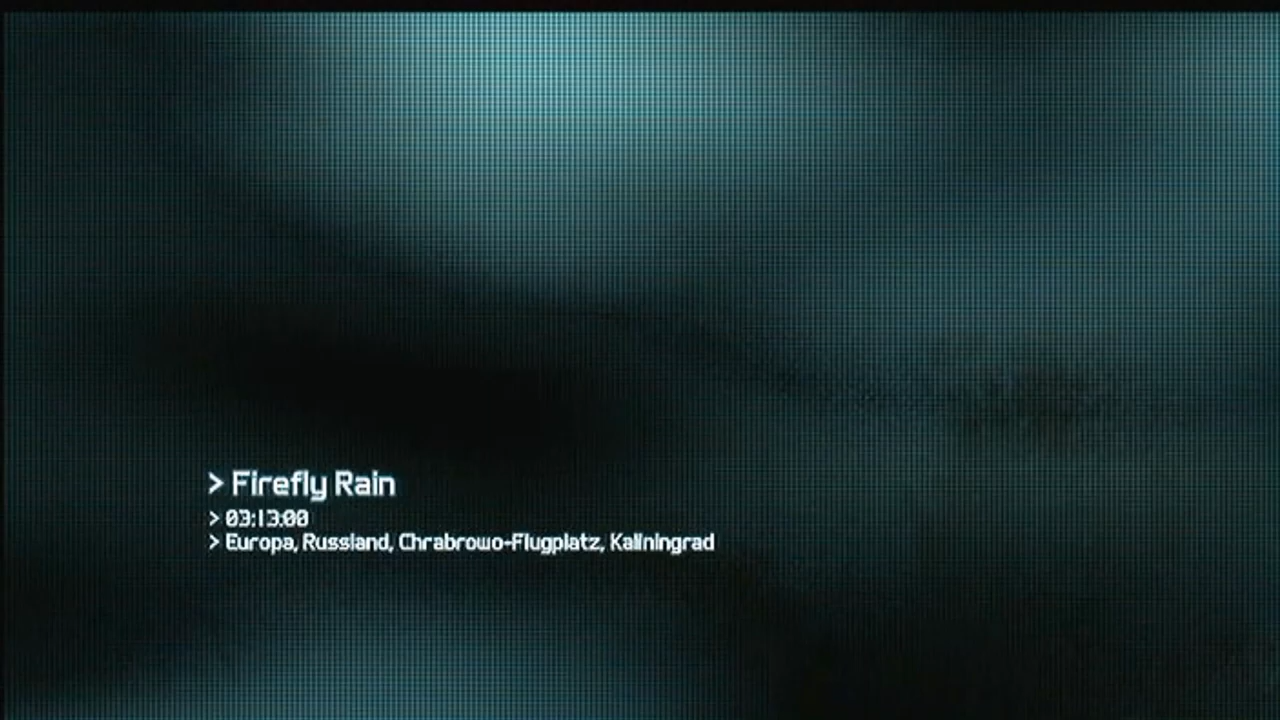 > Firefly Rain
> 03:13:00
> Europa, Russland, Chrabrowo-Flugplatz, Kaliningrad